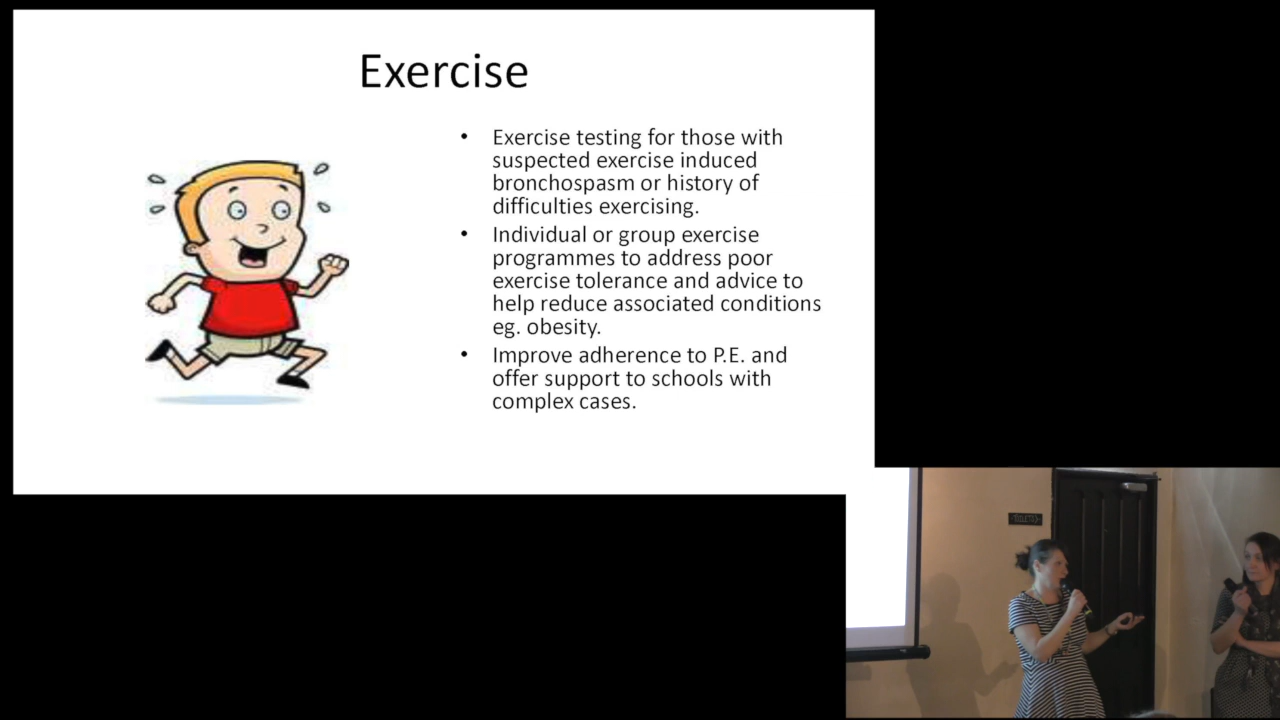 Exercise
• Exercise testing for those with
suspected exercise induced
bronchospasm or history of
difficulties exercising.
• Individual or group exercise
programmes to address poor
exercise tolerance and advice to
help reduce associated conditions
eg. obesity.
• Improve adherence to P.E. and
offer support to schools with
complex cases.